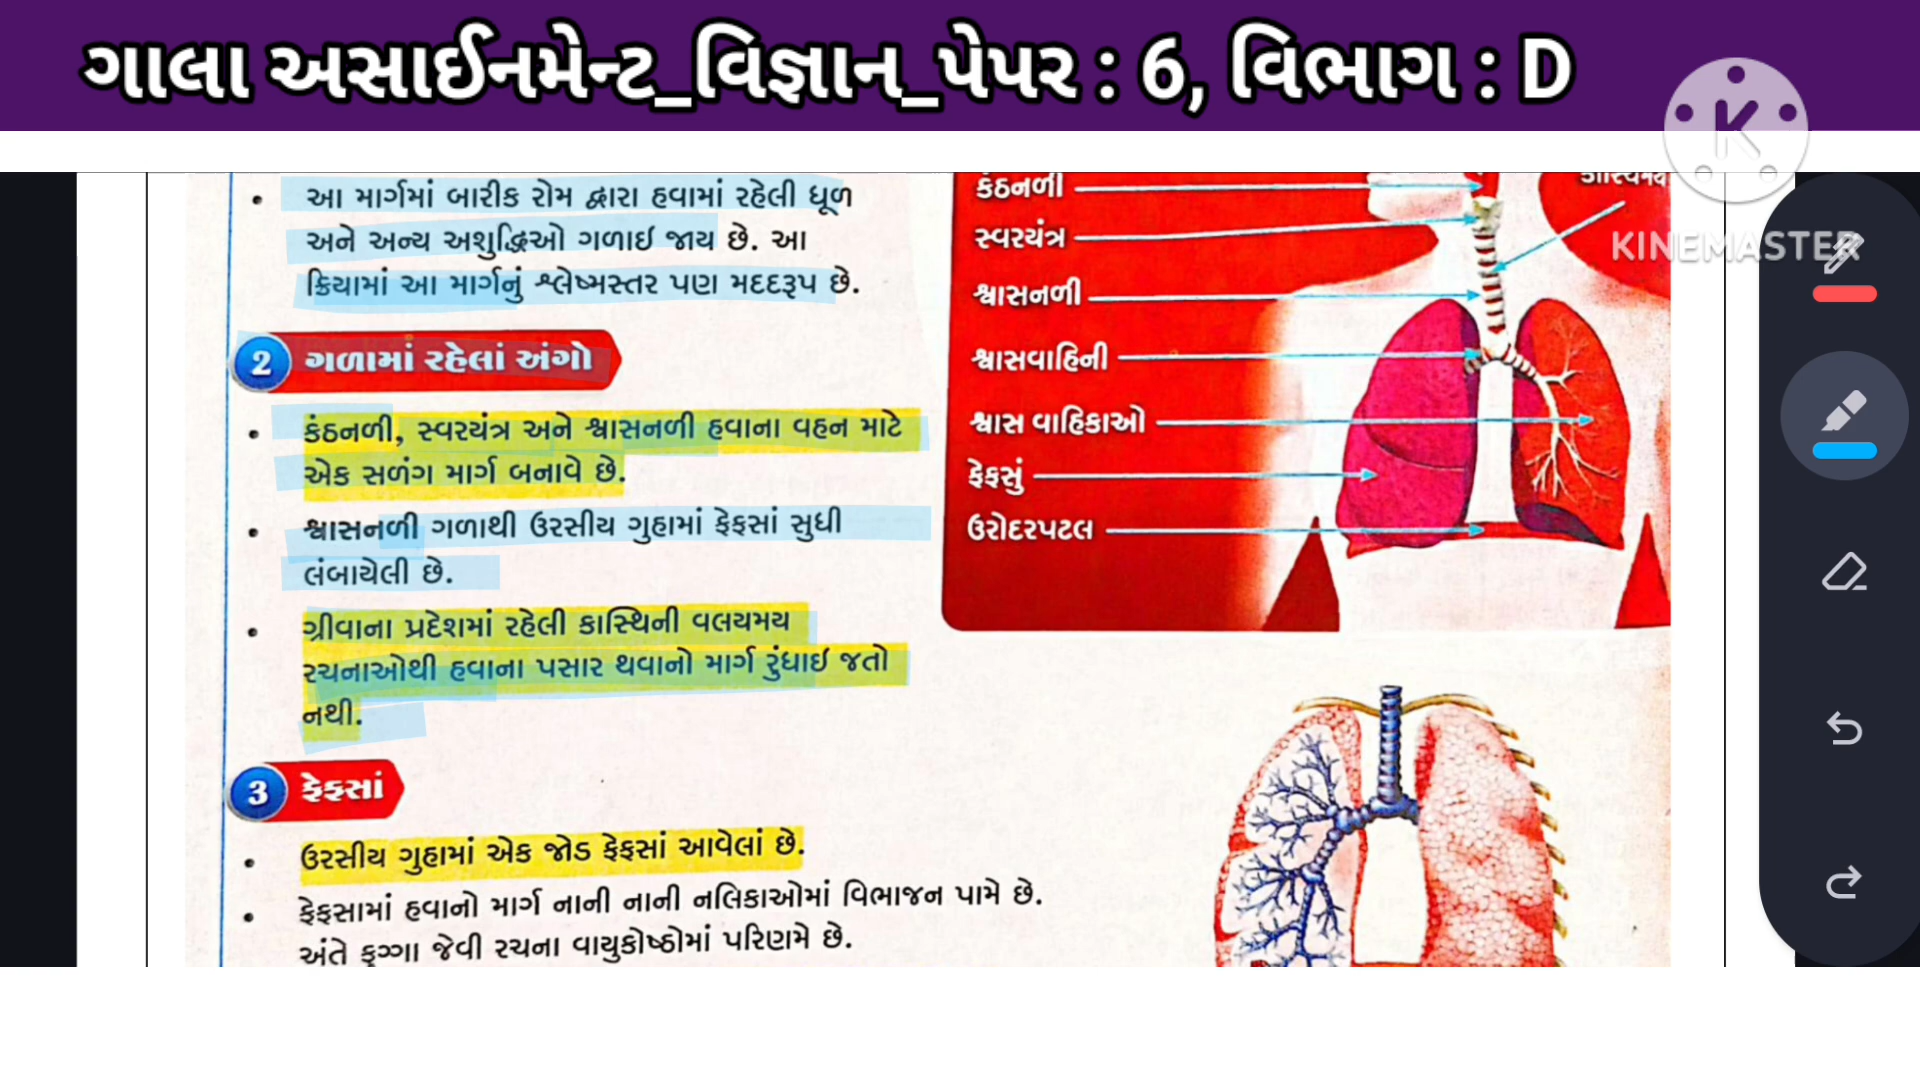 ગાલા અસાઈનમેન્ટ_વિજ્ઞાન_પેપર : 6, વિભાગ : D
K
KINEMASTER
• આ માર્ગમાં બારીક રોમ દ્વારા હવામાં રહેલી ધૂળ
અને અન્ય અશુદ્ધિઓ ગળાઈ જાય છે. આ
ક્રિયામાં આ માર્ગનું શ્લેષ્મસ્તર પણ મદદરૂપ છે.
2 ગળામાં રહેલાં અંગો
• કંઠનળી, સ્વરયંત્ર અને શ્વાસનળી હવાના વહન માટે
એક સળંગ માર્ગ બનાવે છે.
• શ્વાસનળી ગળાથી ઉરસીય ગુહામાં ફેફસાં સુધી
લંબાયેલી છે.
• ગ્રીવાના પ્રદેશમાં રહેલી કાસ્થિની વલયમય
રચનાઓથી હવાના પસાર થવાનો માર્ગ રુંધાઈ જતો
નથી.
3 ફેફસાં
• ઉરસીય ગુહામાં એક જોડ ફેફસાં આવેલાં છે.
• ફેફસામાં હવાનો માર્ગ નાની નાની નલિકાઓમાં વિભાજન પામે છે.
અંતે ફુગ્ગા જેવી રચના વાયુકોષ્ઠોમાં પરિણમે છે.
કંઠનળી
સ્વરયંત્ર
શ્વાસનળી
શ્વાસવાહિની
શ્વાસ વાહિકાઓ
ફેફસું
ઉરોદરપટલ